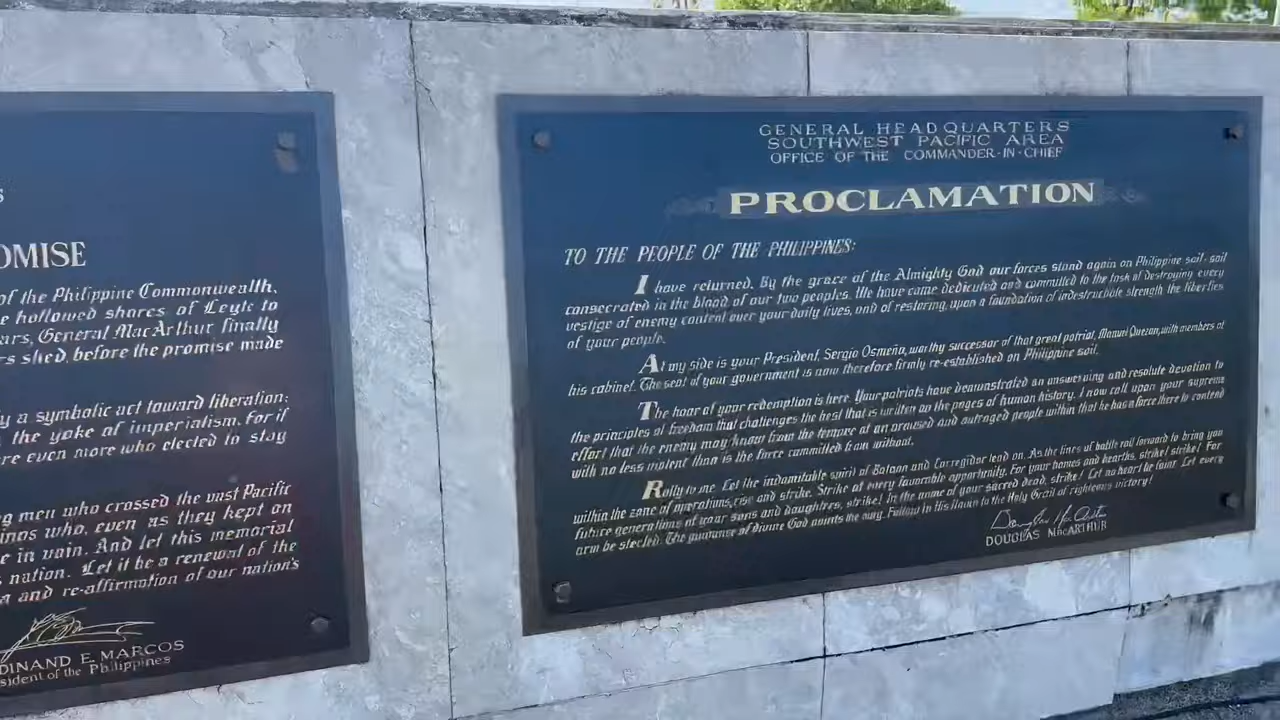 S
OMISE
of the Philippine Commonwealth,
e hollowed shores of Leyte to
ars, General MacArthur finally
rs shed, before the promise made
y a symbolic act toward liberation;
the yoke of imperialism, for if
re even more who elected to stay
g men who crossed the vast Pacific
inos who, even as they kept on
e in vain. And let this memorial
nation. Let it be a renewal of the
a and re-affirmation of our nation's
DINAND E. MARCOS
sident of the Philippines
GENERAL HEADQUARTERS
SOUTHWEST PACIFIC AREA
OFFICE OF THE COMMANDER-IN-CHIEF
PROCLAMATION
TO THE PEOPLE OF THE PHILIPPINES:
I have returned. By the grace of the Almighty God our forces stand again on Philippine soil-soil
consecrated in the blood of our two peoples. We have come dedicated and committed to the task of destroying every
vestige of enemy control over your daily lives, and of restoring, upon a foundation of indestructible strength the liberties
of your people.
At my side is your President, Sergio Osmeña, worthy successor of that great patriot, Manuel Quezon, with members of
his cabinet. The seat of your government is now therefore firmly re-established on Philippine soil.
The hour of your redemption is here. Your patriots have demonstrated an unswerving and resolute devotion to
the principles of freedom that challenges the best that is written on the pages of human history. I now call upon your supreme
effort that the enemy may know from the temper of an aroused and outraged people within that he has a force there to contend
with no less violent than is the force committed from without.
Rally to me. Let the indomitable spirit of Bataan and Corregidor lead on. As the lines of battle roll forward to bring you
within the zone of operations, rise and strike. Strike at every favorable opportunity. For your homes and hearths, strike! strike! For
future generations of your sons and daughters, strike! In the name of your sacred dead, strike! Let no heart be faint. Let every
arm be steeled. The guidance of divine God points the way. Follow in His Name to the Holy Grail of righteous victory!
Douglas MacArthur
DOUGLAS MACARTHUR